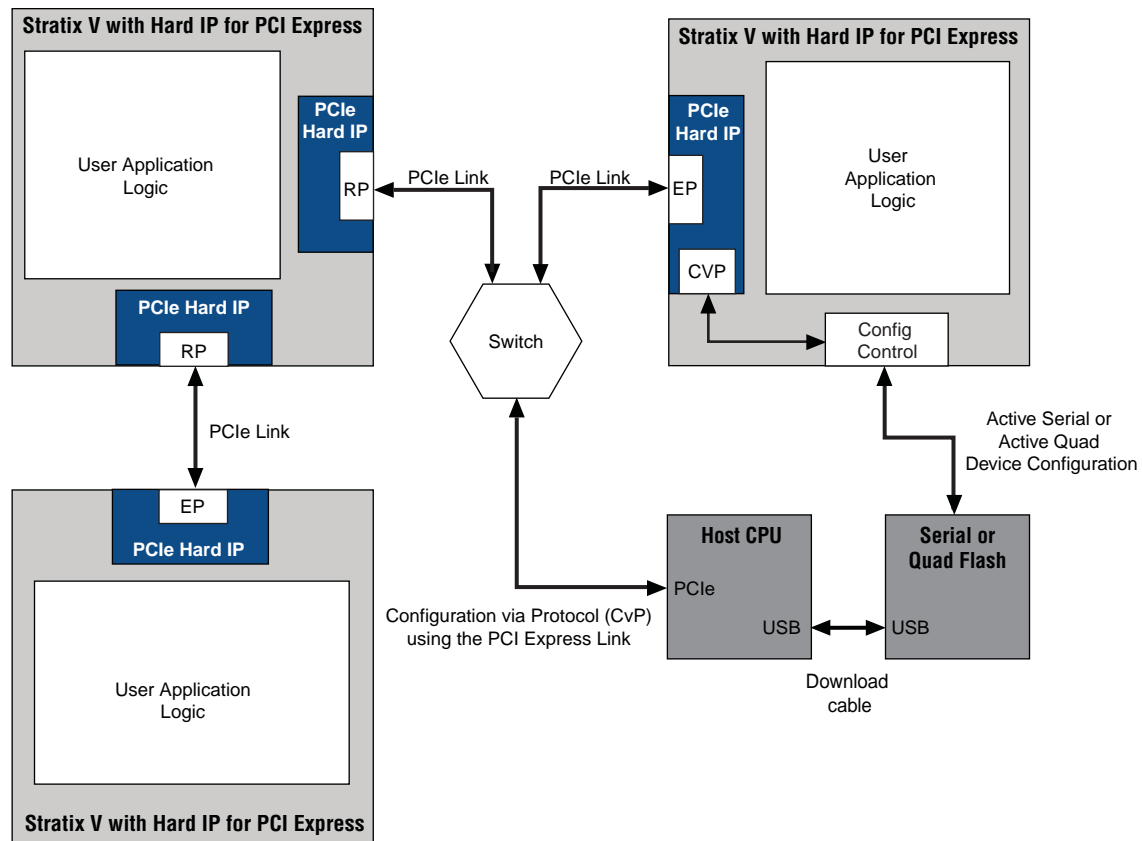 Stratix V with Hard IP for PCI Express
User Application
Logic
PCIe
Hard IP
RP
PCIe Link
PCIe Hard IP
RP
PCIe Link
EP
PCIe Hard IP
User Application
Logic
Stratix V with Hard IP for PCI Express
Switch
Stratix V with Hard IP for PCI Express
PCIe Link
PCIe
Hard IP
EP
CVP
User
Application
Logic
Config
Control
Active Serial or
Active Quad
Device Configuration
Host CPU
PCIe
USB
Serial or
Quad Flash
USB
Configuration via Protocol (CvP)
using the PCI Express Link
Download
cable